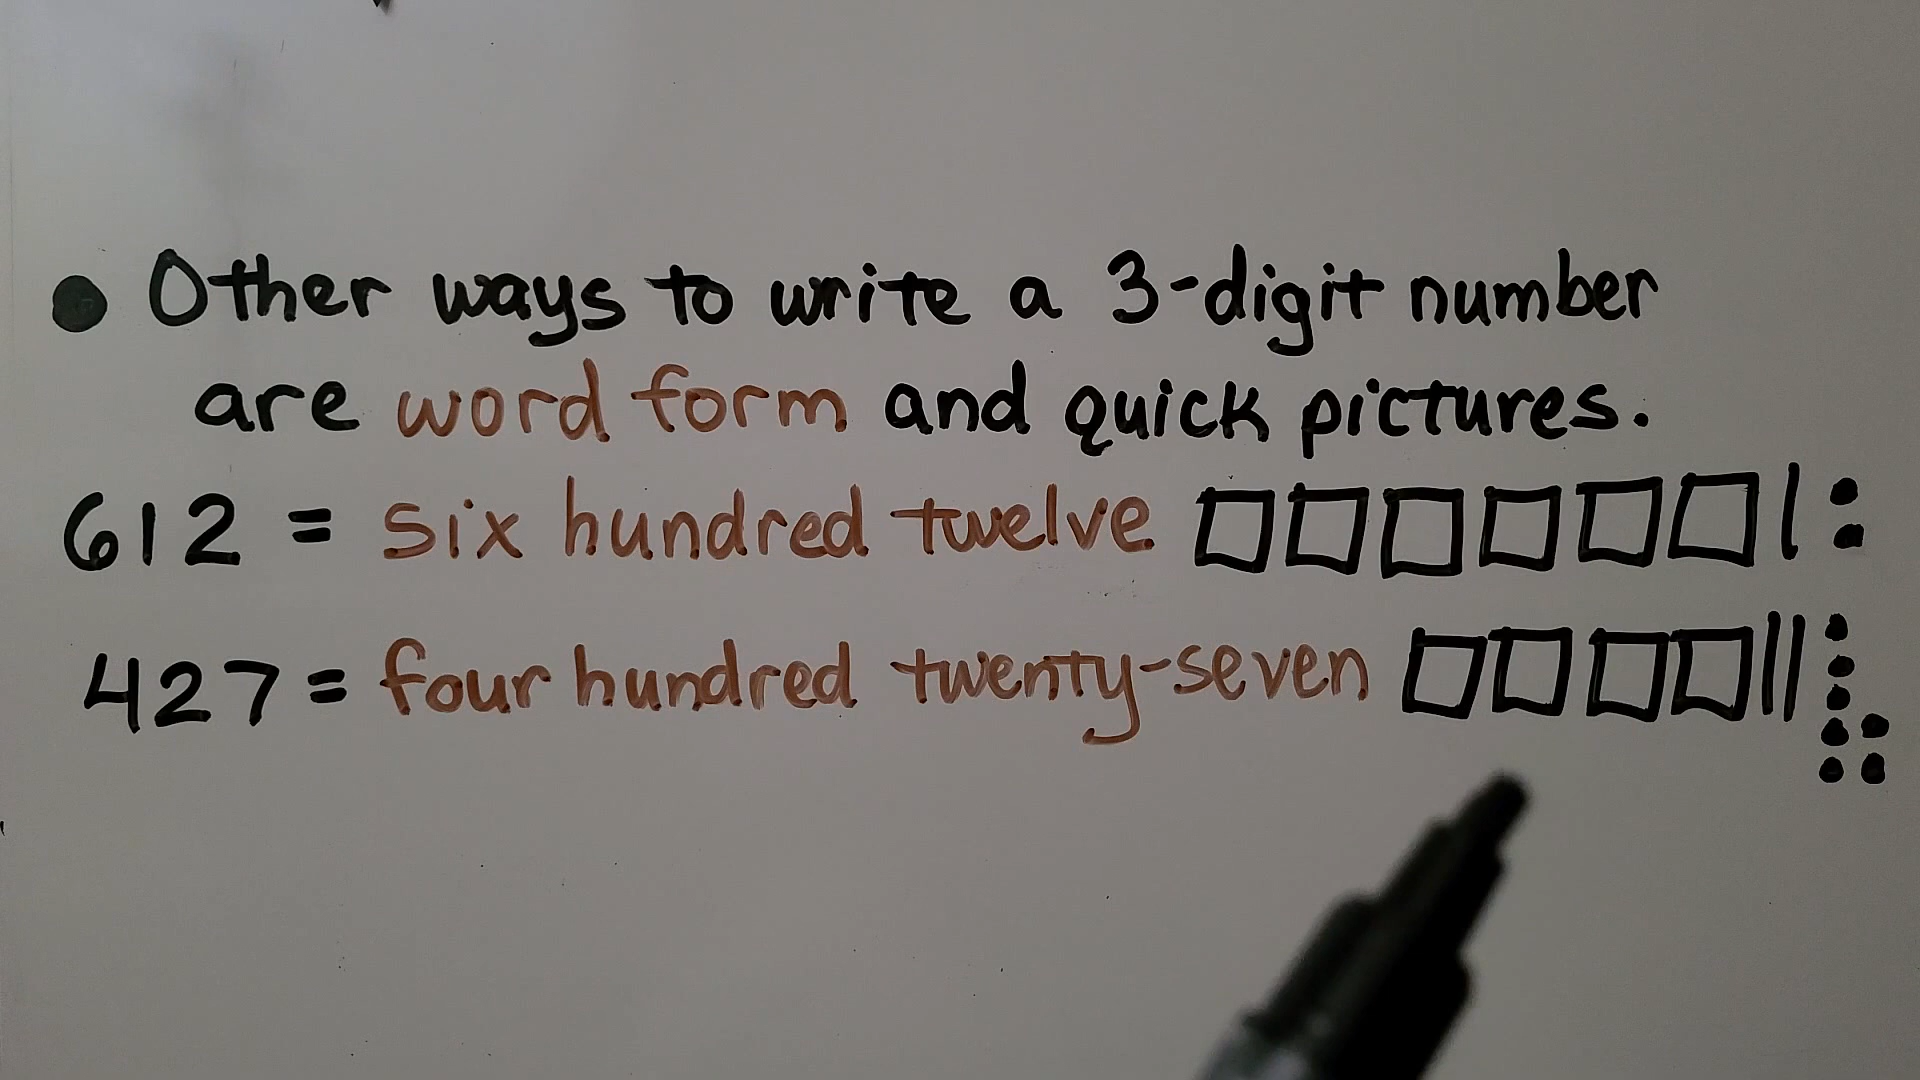 Other ways to write a 3-digit number
are word form and quick pictures.
612 = six hundred twelve
427 = four hundred twenty-seven